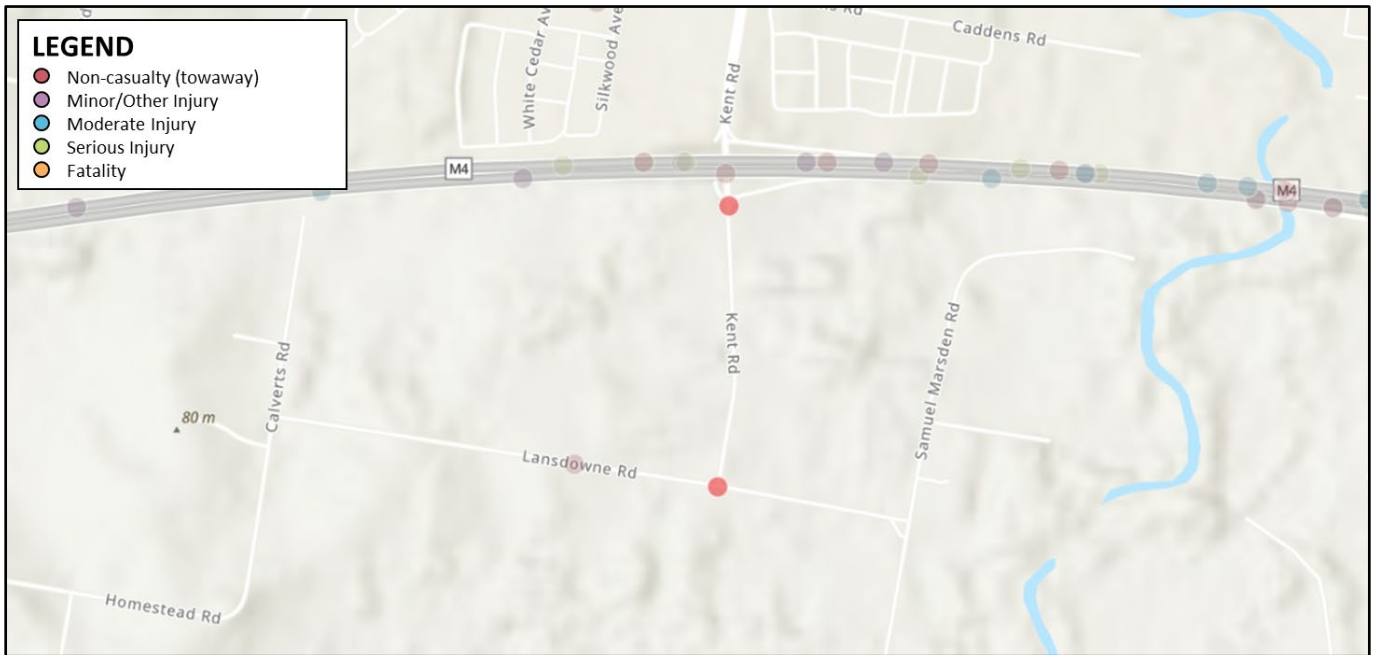 LEGEND
Non-casualty (towaway)
Minor/Other Injury
Moderate Injury
Serious Injury
Fatality
Caddens Rd
White Cedar Av
Silkwood Ave
Kent Rd
M4
M4
Kent Rd
Samuel Marsden Rd
Calverts Rd
80 m
Lansdowne Rd
Homestead Rd